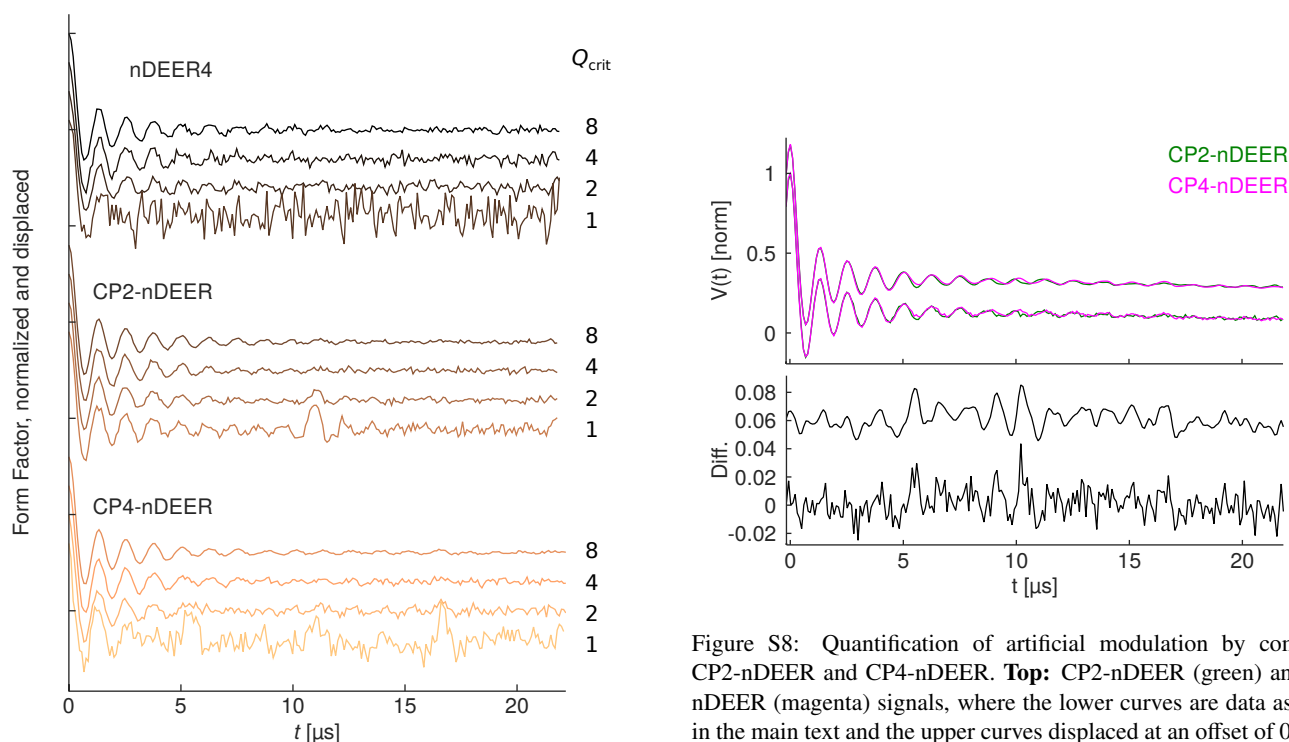 nDEER4
Q_crit
8
4
2
1
CP2-nDEER
8
4
2
1
CP4-nDEER
8
4
2
1
Form Factor, normalized and displaced
0 5 10 15 20
t [µs]
CP2-nDEER
CP4-nDEER
1
0.5
0
V(t) [norm]
0.08
0.06
0.04
0.02
0
-0.02
Diff.
0 5 10 15 20
t [µs]
Figure S8: Quantification of artificial modulation by con
CP2-nDEER and CP4-nDEER. Top: CP2-nDEER (green) an
nDEER (magenta) signals, where the lower curves are data as
in the main text and the upper curves displaced at an offset of 0